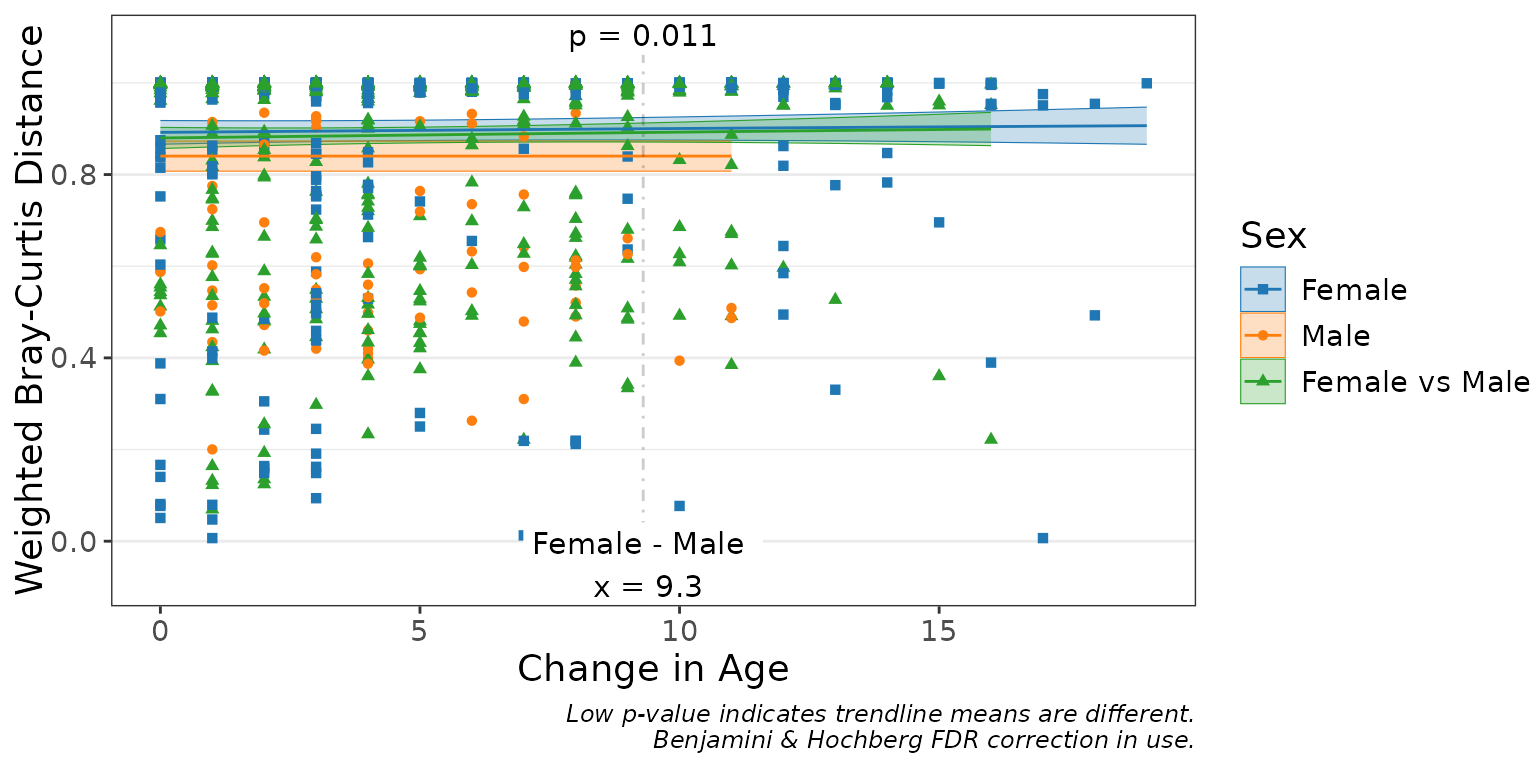 p = 0.011
Weighted Bray-Curtis Distance
0.8
0.4
0.0
Female - Male
x = 9.3
0 5 10 15
Change in Age
Sex
Female
Male
Female vs Male
Low p-value indicates trendline means are different.
Benjamini & Hochberg FDR correction in use.